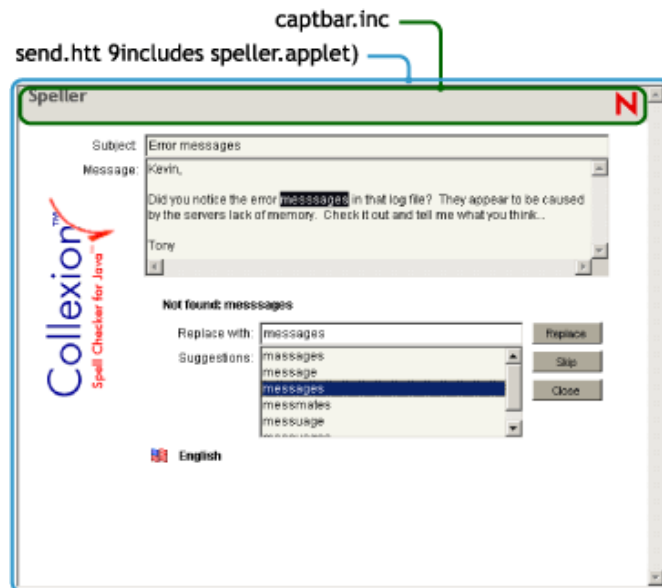 captbar.inc
send.htt 9includes speller.applet)
Speller
N
Subject: Error messages
Message: Kevin,
Did you notice the error messsages in that log file? They appear to be caused
by the servers lack of memory. Check it out and tell me what you think...
Tony
Collexion™
Spell Checker for Java™
Not found: messsages
Replace with: messages
Replace
Suggestions: massages
message
messages
messmates
messuage
Skip
Close
English